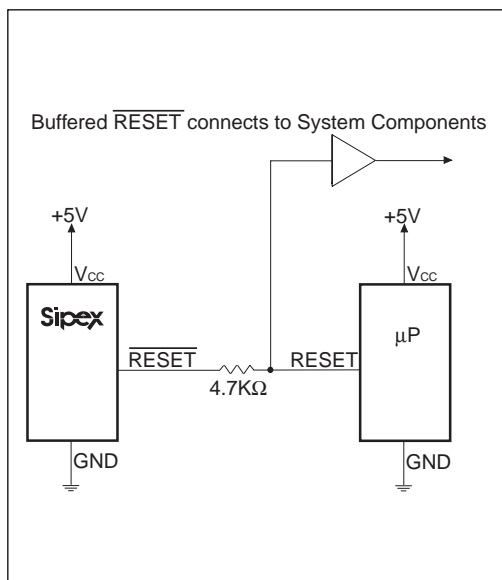 Buffered RESET connects to System Components
+5V
+5V
VCC
VCC
Sipex
μP
RESET
RESET
4.7KΩ
GND
GND